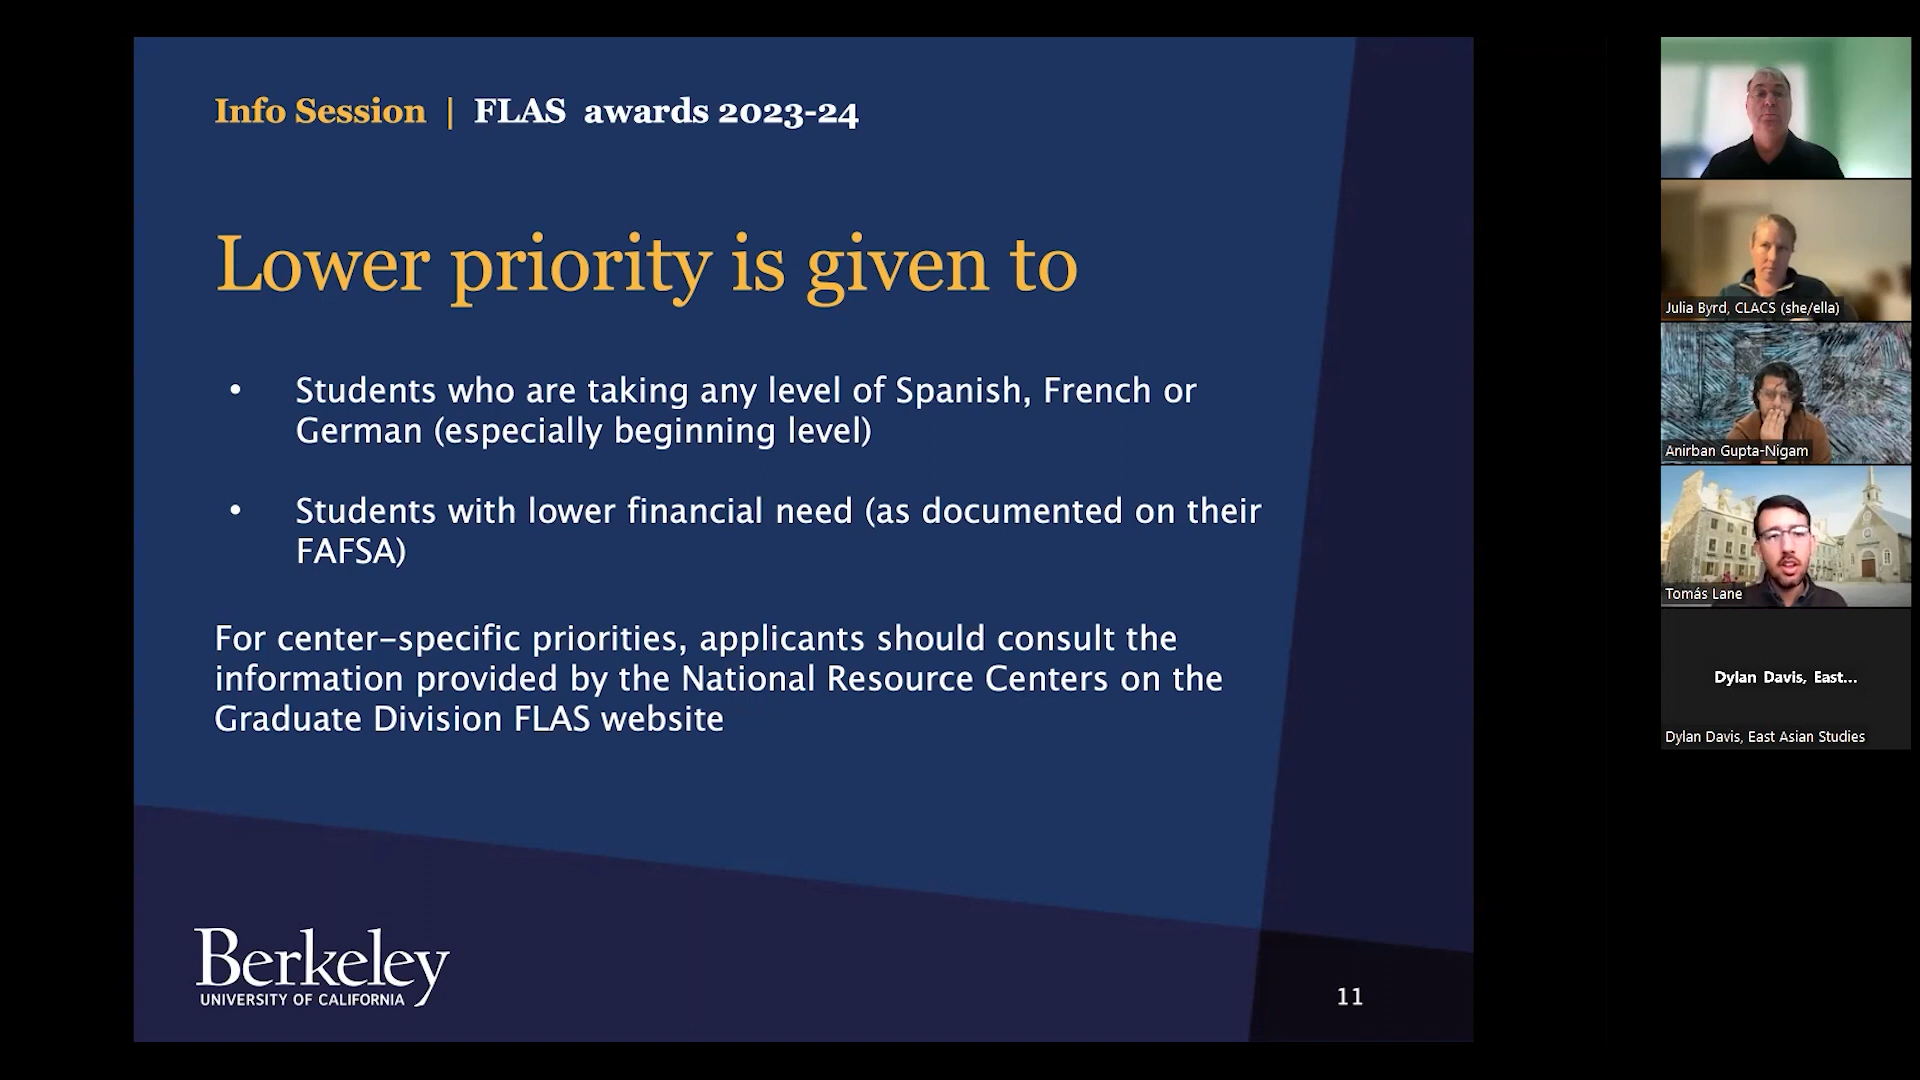 Info Session | FLAS awards 2023-24
Lower priority is given to
• Students who are taking any level of Spanish, French or
German (especially beginning level)
• Students with lower financial need (as documented on their
FAFSA)
For center-specific priorities, applicants should consult the
information provided by the National Resource Centers on the
Graduate Division FLAS website
Berkeley
UNIVERSITY OF CALIFORNIA
11
Julia Byrd, CLACS (she/ella)
Anirban Gupta-Nigam
Tomás Lane
Dylan Davis, East...
Dylan Davis, East Asian Studies